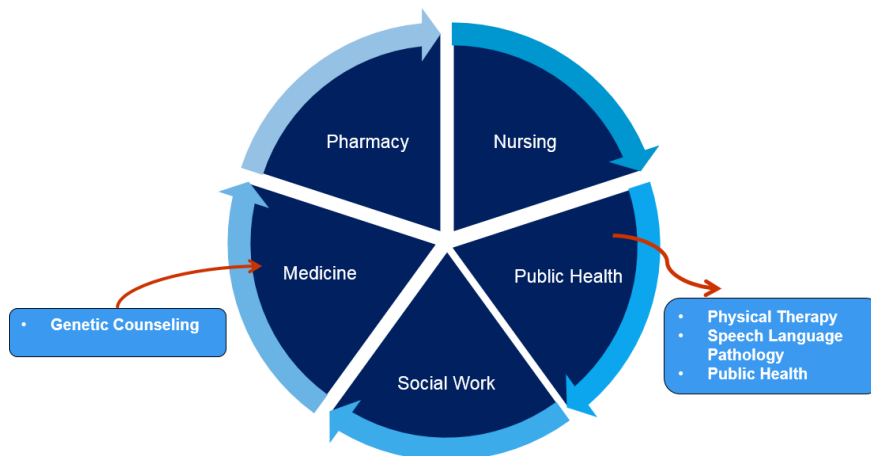 Pharmacy
Nursing
Medicine
Public Health
Social Work
• Genetic Counseling
• Physical Therapy
• Speech Language
Pathology
• Public Health